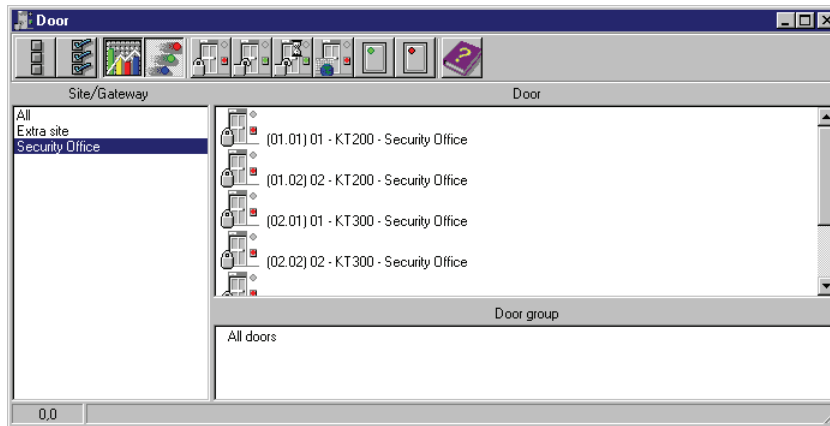 Door
Site/Gateway
Door
All
Extra site
Security Office
(01.01) 01 - KT200 - Security Office
(01.02) 02 - KT200 - Security Office
(02.01) 01 - KT300 - Security Office
(02.02) 02 - KT300 - Security Office
Door group
All doors
0,0